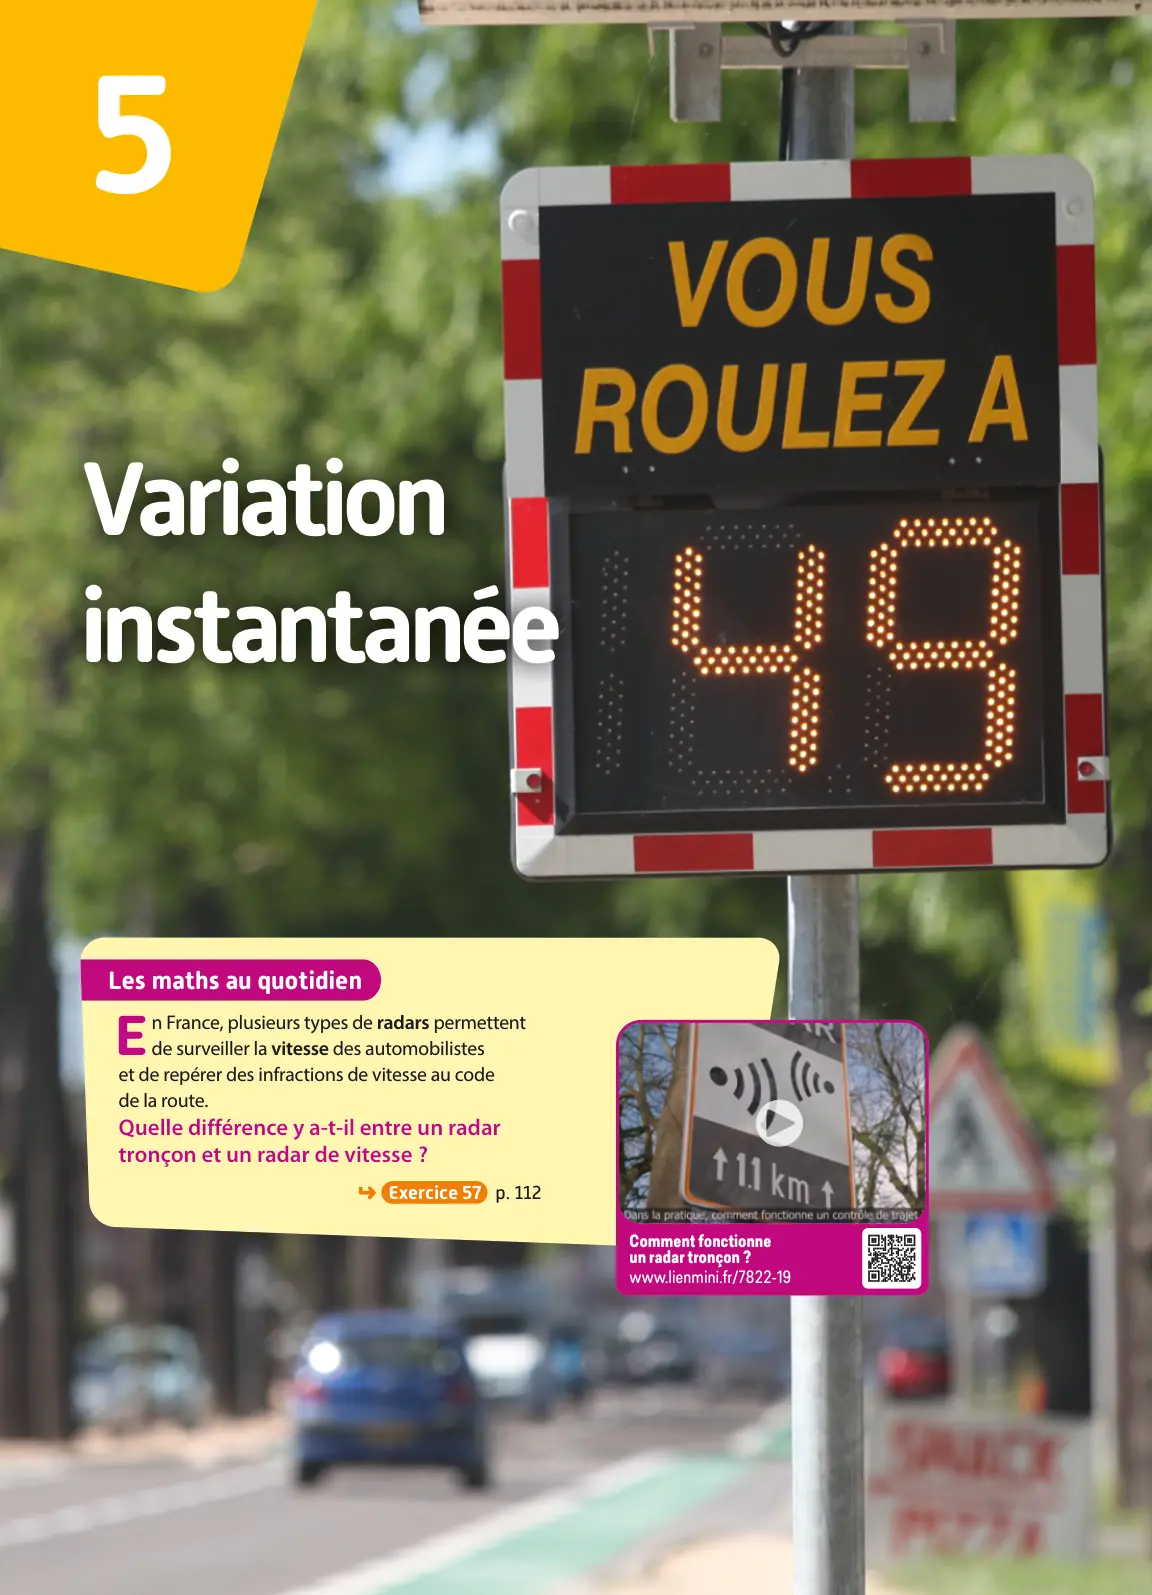 5
VOUS
ROULEZ A
49
Variation
instantanée
Les maths au quotidien
En France, plusieurs types de radars permettent
de surveiller la vitesse des automobilistes
et de repérer des infractions de vitesse au code
de la route.
Quelle différence y a-t-il entre un radar
tronçon et un radar de vitesse ?
↪ Exercice 57 p. 112
AR
↑ 1.1 km ↑
Dans la pratique, comment fonctionne un contrôle de trajet
Comment fonctionne
un radar tronçon ?
www.lienmini.fr/7822-19
SNACK
PIZZA